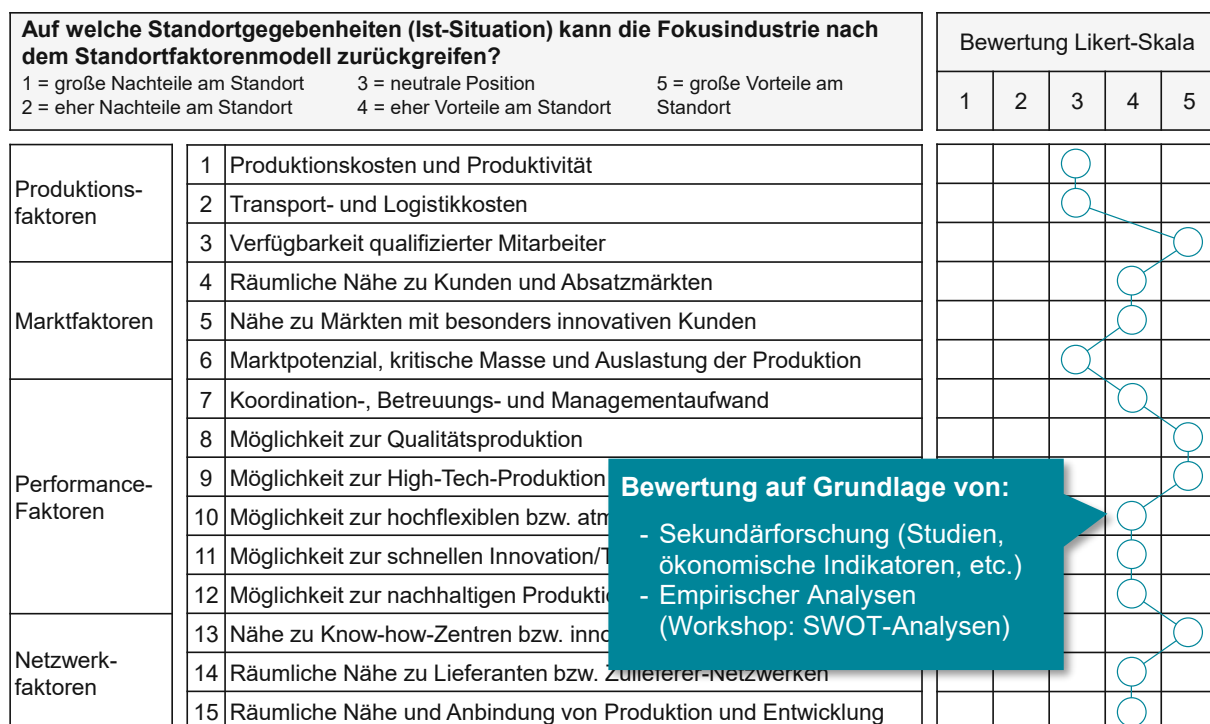 Auf welche Standortgegebenheiten (Ist-Situation) kann die Fokusindustrie nach
dem Standortfaktorenmodell zurückgreifen?
1 = große Nachteile am Standort 3 = neutrale Position 5 = große Vorteile am
2 = eher Nachteile am Standort 4 = eher Vorteile am Standort Standort
Bewertung Likert-Skala
1 2 3 4 5
Produktions-
faktoren
1 Produktionskosten und Produktivität
2 Transport- und Logistikkosten
3 Verfügbarkeit qualifizierter Mitarbeiter
Marktfaktoren
4 Räumliche Nähe zu Kunden und Absatzmärkten
5 Nähe zu Märkten mit besonders innovativen Kunden
6 Marktpotenzial, kritische Masse und Auslastung der Produktion
Performance-
Faktoren
7 Koordination-, Betreuungs- und Managementaufwand
8 Möglichkeit zur Qualitätsproduktion
9 Möglichkeit zur High-Tech-Produktion
10 Möglichkeit zur hochflexiblen bzw.
11 Möglichkeit zur schnellen
12 Möglichkeit zur nachhaltigen
Netzwerk-
faktoren
13 Nähe zu Know-how-Zentren bzw.
14 Räumliche Nähe zu Lieferanten bzw. Zulieferer-Netzwerken
15 Räumliche Nähe und Anbindung von Produktion und Entwicklung
Bewertung auf Grundlage von:
- Sekundärforschung (Studien,
ökonomische Indikatoren, etc.)
- Empirischer Analysen
(Workshop: SWOT-Analysen)